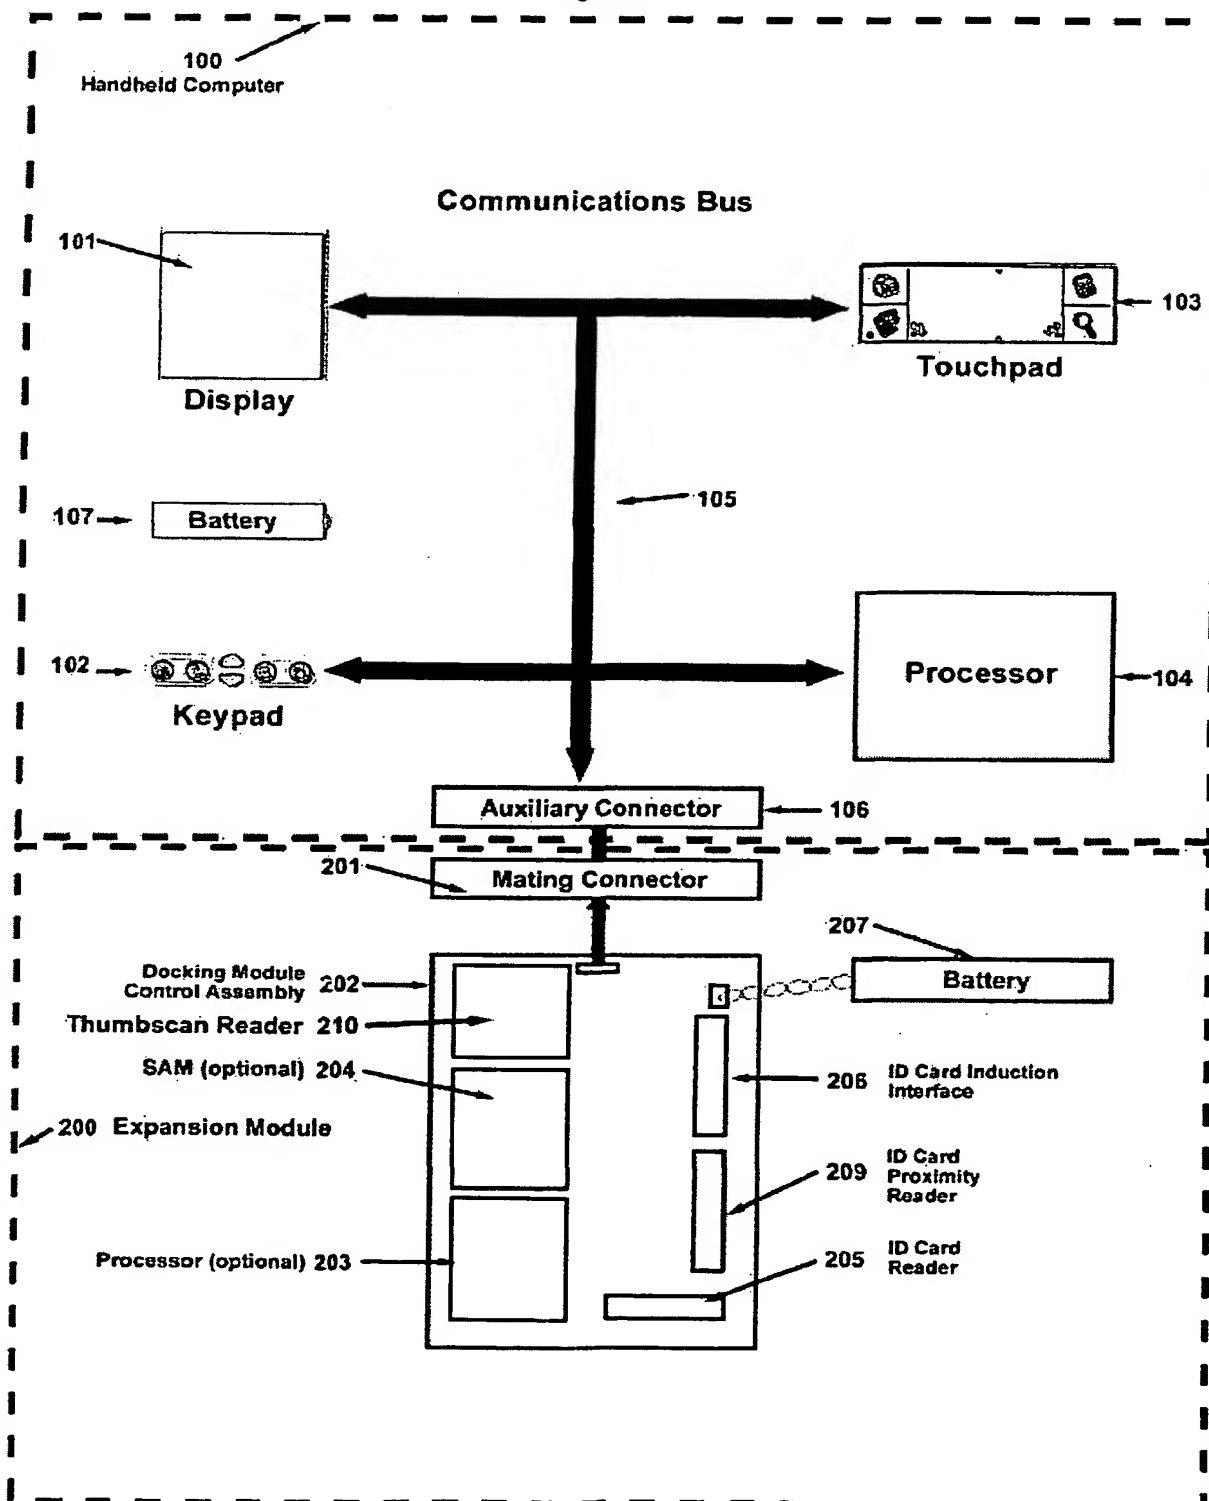 100
Handheld Computer
Communications Bus
101
103
Touchpad
Display
105
107
Battery
102
Processor
104
Keypad
Auxiliary Connector
106
201
Mating Connector
207
Battery
Docking Module
Control Assembly 202
Thumbscan Reader 210
SAM (optional) 204
206
ID Card Induction
Interface
200 Expansion Module
209
ID Card
Proximity
Reader
Processor (optional) 203
205
ID Card
Reader